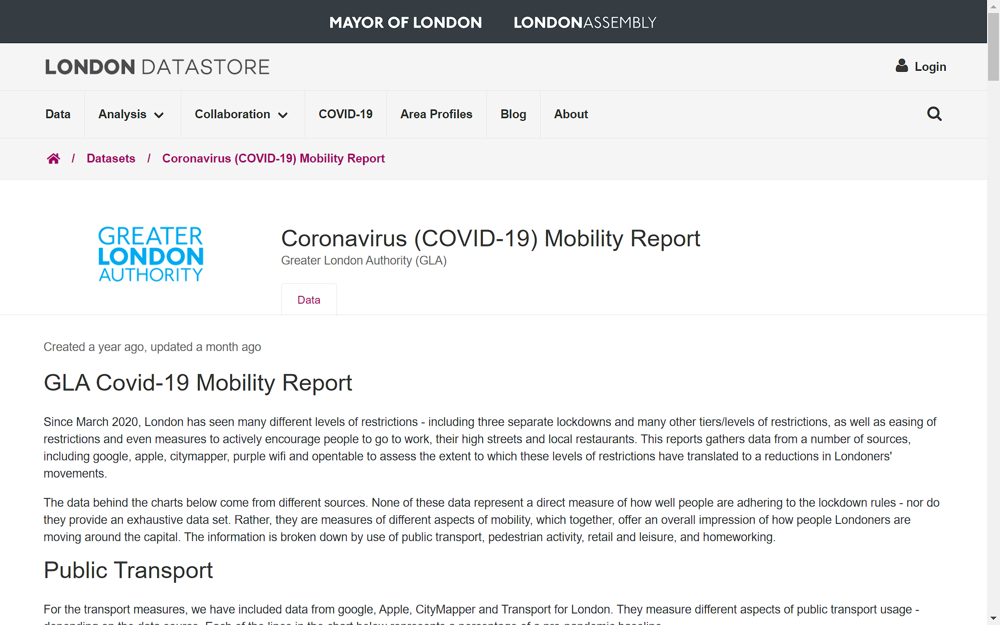 MAYOR OF LONDON LONDONASSEMBLY
LONDON DATASTORE
Login
Data Analysis Collaboration COVID-19 Area Profiles Blog About
/ Datasets / Coronavirus (COVID-19) Mobility Report
GREATER
LONDON
AUTHORITY
Coronavirus (COVID-19) Mobility Report
Greater London Authority (GLA)
Data
Created a year ago, updated a month ago
GLA Covid-19 Mobility Report
Since March 2020, London has seen many different levels of restrictions - including three separate lockdowns and many other tiers/levels of restrictions, as well as easing of
restrictions and even measures to actively encourage people to go to work, their high streets and local restaurants. This reports gathers data from a number of sources,
including google, apple, citymapper, purple wifi and opentable to assess the extent to which these levels of restrictions have translated to a reductions in Londoners'
movements.
The data behind the charts below come from different sources. None of these data represent a direct measure of how well people are adhering to the lockdown rules - nor do
they provide an exhaustive data set. Rather, they are measures of different aspects of mobility, which together, offer an overall impression of how people Londoners are
moving around the capital. The information is broken down by use of public transport, pedestrian activity, retail and leisure, and homeworking.
Public Transport
For the transport measures, we have included data from google, Apple, CityMapper and Transport for London. They measure different aspects of public transport usage -
depending on the data source. Each of the lines in the chart below represents a percentage of a pre-pandemic baseline.